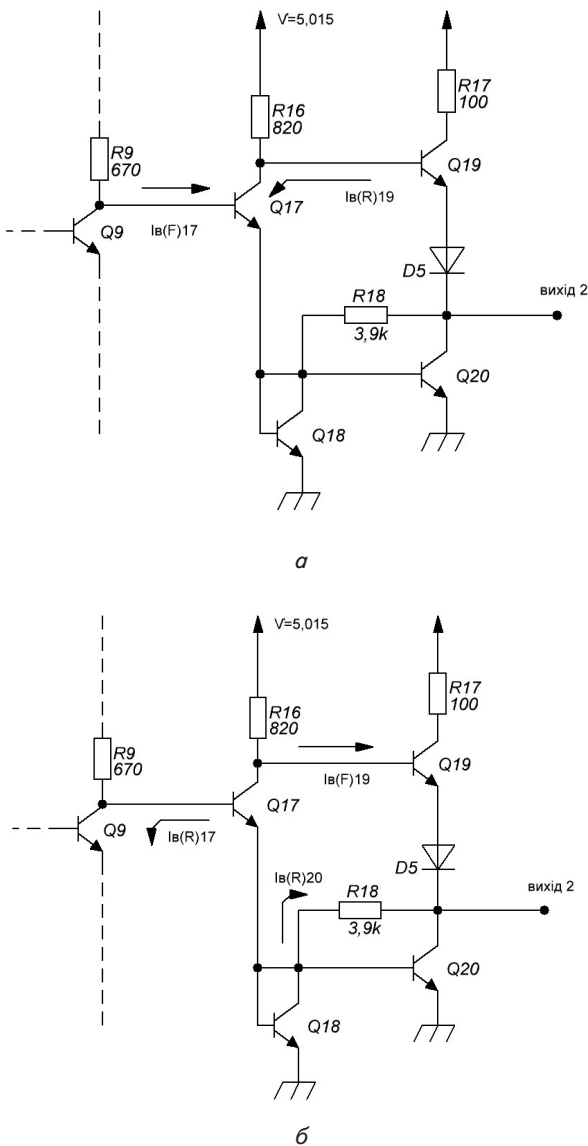 V=5,015
R17
100
R16
820
R9
670
Q19
Q17
Iв(R)19
Iв(F)17
Q9
D5
R18
3,9k
вихід 2
Q20
Q18
а
V=5,015
R17
100
R16
820
R9
670
Q19
Iв(F)19
Q17
Iв(R)17
Q9
D5
Iв(R)20
R18
3,9k
вихід 2
Q20
Q18
б